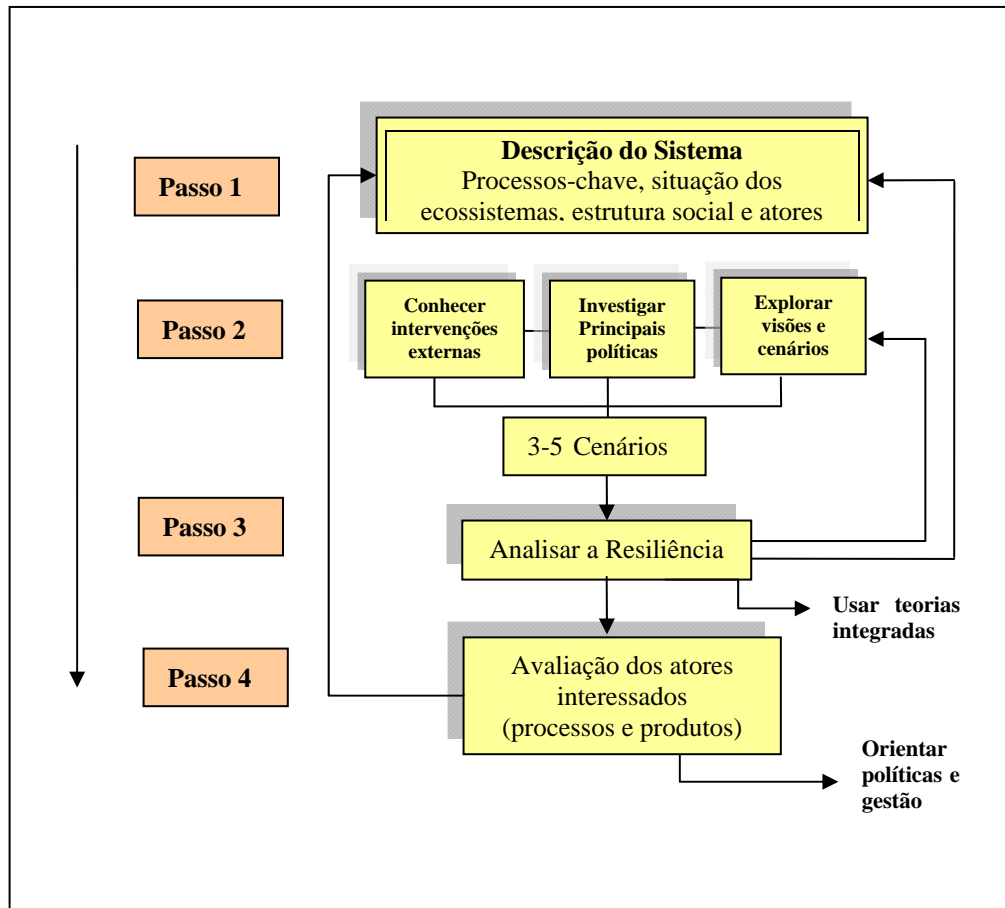 Passo 1
Descrição do Sistema
Processos-chave, situação dos
ecossistemas, estrutura social e atores
Passo 2
Conhecer
intervenções
externas
Investigar
Principais
políticas
Explorar
visões e
cenários
3-5 Cenários
Passo 3
Analisar a Resiliência
Usar teorias
integradas
Passo 4
Avaliação dos atores
interessados
(processos e produtos)
Orientar
políticas e
gestão